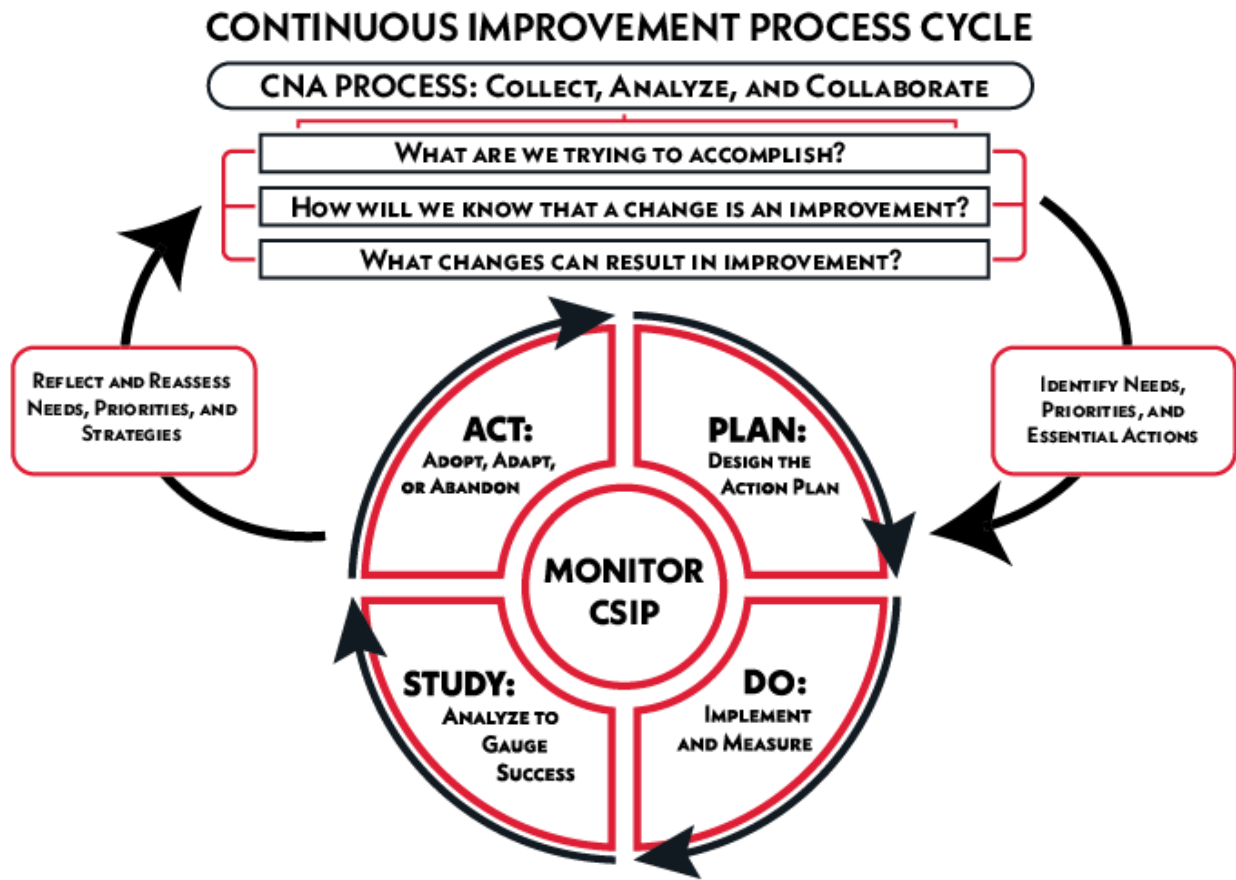 CONTINUOUS IMPROVEMENT PROCESS CYCLE
CNA PROCESS: COLLECT, ANALYZE, AND COLLABORATE
WHAT ARE WE TRYING TO ACCOMPLISH?
HOW WILL WE KNOW THAT A CHANGE IS AN IMPROVEMENT?
WHAT CHANGES CAN RESULT IN IMPROVEMENT?
REFLECT AND REASSESS
NEEDS, PRIORITIES, AND
STRATEGIES
IDENTIFY NEEDS,
PRIORITIES, AND
ESSENTIAL ACTIONS
ACT:
ADOPT, ADAPT,
OR ABANDON
PLAN:
DESIGN THE
ACTION PLAN
MONITOR
CSIP
STUDY:
ANALYZE TO
GAUGE
SUCCESS
DO:
IMPLEMENT
AND MEASURE